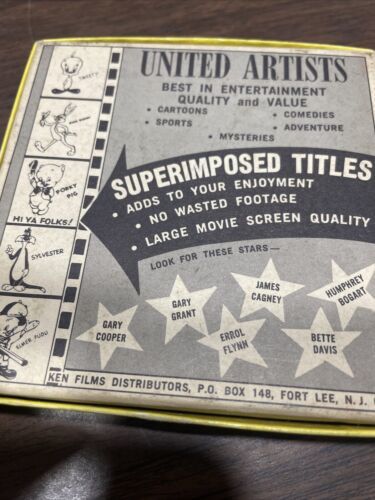 UNITED ARTISTS
BEST IN ENTERTAINMENT
QUALITY and VALUE
• CARTOONS
• COMEDIES
• SPORTS
• ADVENTURE
• MYSTERIES
SUPERIMPOSED TITLES
• ADDS TO YOUR ENJOYMENT
• NO WASTED FOOTAGE
• LARGE MOVIE SCREEN QUALITY
LOOK FOR THESE STARS—
GARY
COOPER
GARY
GRANT
ERROL
FLYNN
JAMES
CAGNEY
BETTE
DAVIS
HUMPHREY
BOGART
TWEETY
BUGS BUNNY
PORKY
PIG
HI YA FOLKS!
SYLVESTER
ELMER FUDD
KEN FILMS DISTRIBUTORS, P.O. BOX 148, FORT LEE, N. J.